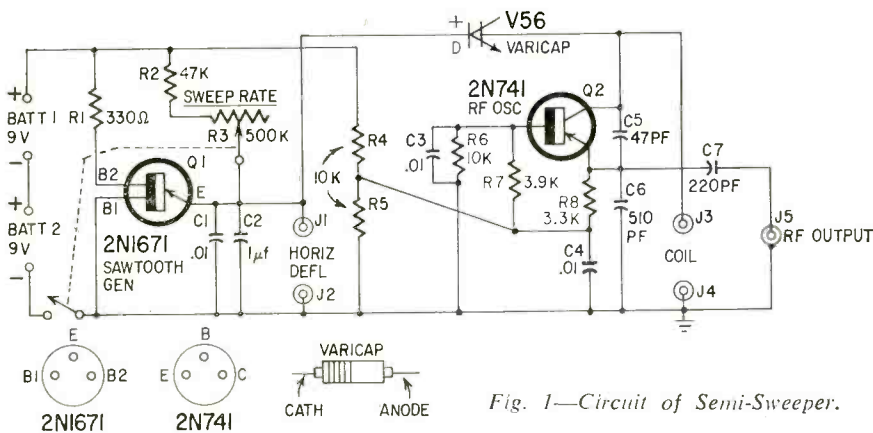 V56
+
D
VARICAP
R2
47K
SWEEP RATE
R3
500K
+
BATT 1
9V
-
R1
330Ω
+
BATT 2
9V
-
Q1
B2
B1
E
2N1671
SAWTOOTH
GEN
C1
.01
C2
1µf
J1
HORIZ
DEFL
J2
R4
10K
R5
2N741
RF OSC
Q2
C3
.01
R6
10K
R7
3.9K
R8
3.3K
C4
.01
C5
47PF
C6
510
PF
C7
220PF
J3
COIL
J4
J5
RF OUTPUT
E
B1
B2
2N1671
B
E
C
2N741
VARICAP
CATH
ANODE
Fig. 1—Circuit of Semi-Sweeper.